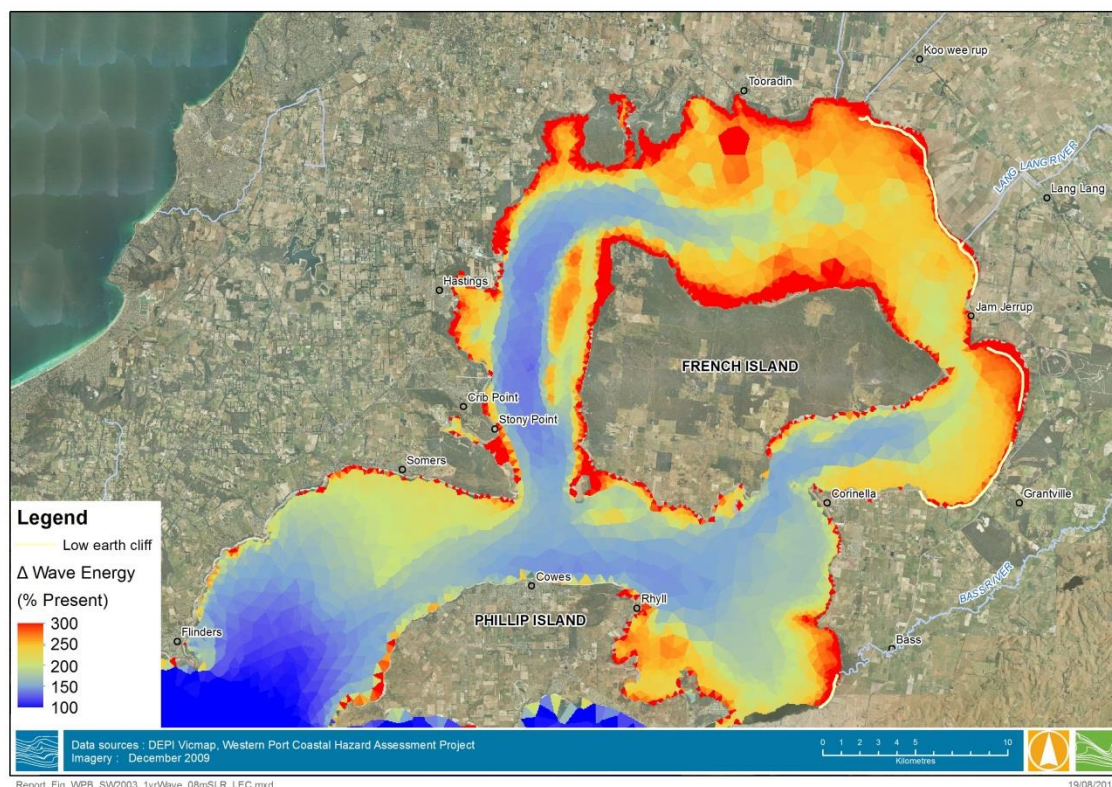 Koo wee rup
Tooradin
LANG LANG RIVER
Lang Lang
Hastings
Jam Jerrup
FRENCH ISLAND
Crib Point
Stony Point
Somers
Corinella
Grantville
Legend
Low earth cliff
Δ Wave Energy
(% Present)
300
250
200
150
100
Cowes
BASS RIVER
Rhyll
PHILLIP ISLAND
Flinders
Bass
Data sources : DEPI Vicmap, Western Port Coastal Hazard Assessment Project
Imagery : December 2009
0 1 2 3 4 5 10
Kilometres
Report_Fig_WPB_SW2003_1yrWave_08mSLR_LEC.mxd